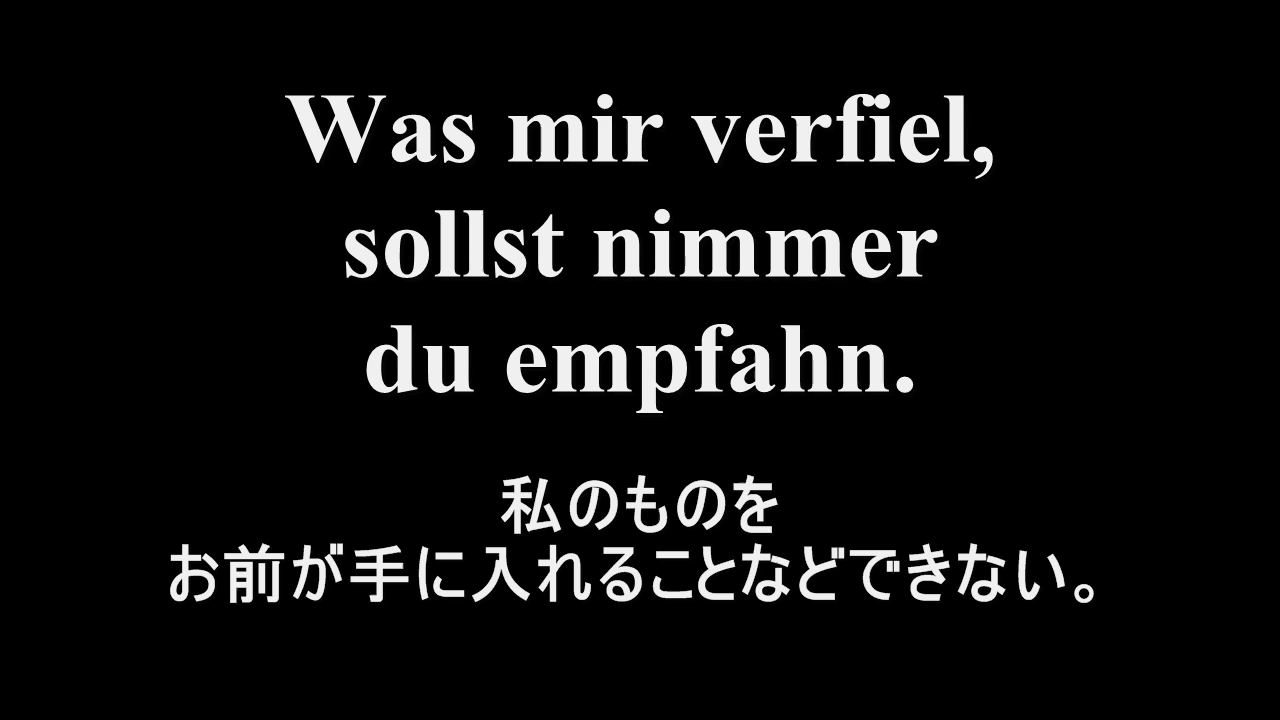 Was mir verfiel,
sollst nimmer
du empfahn.
私のものを
お前が手に入れることなどできない。